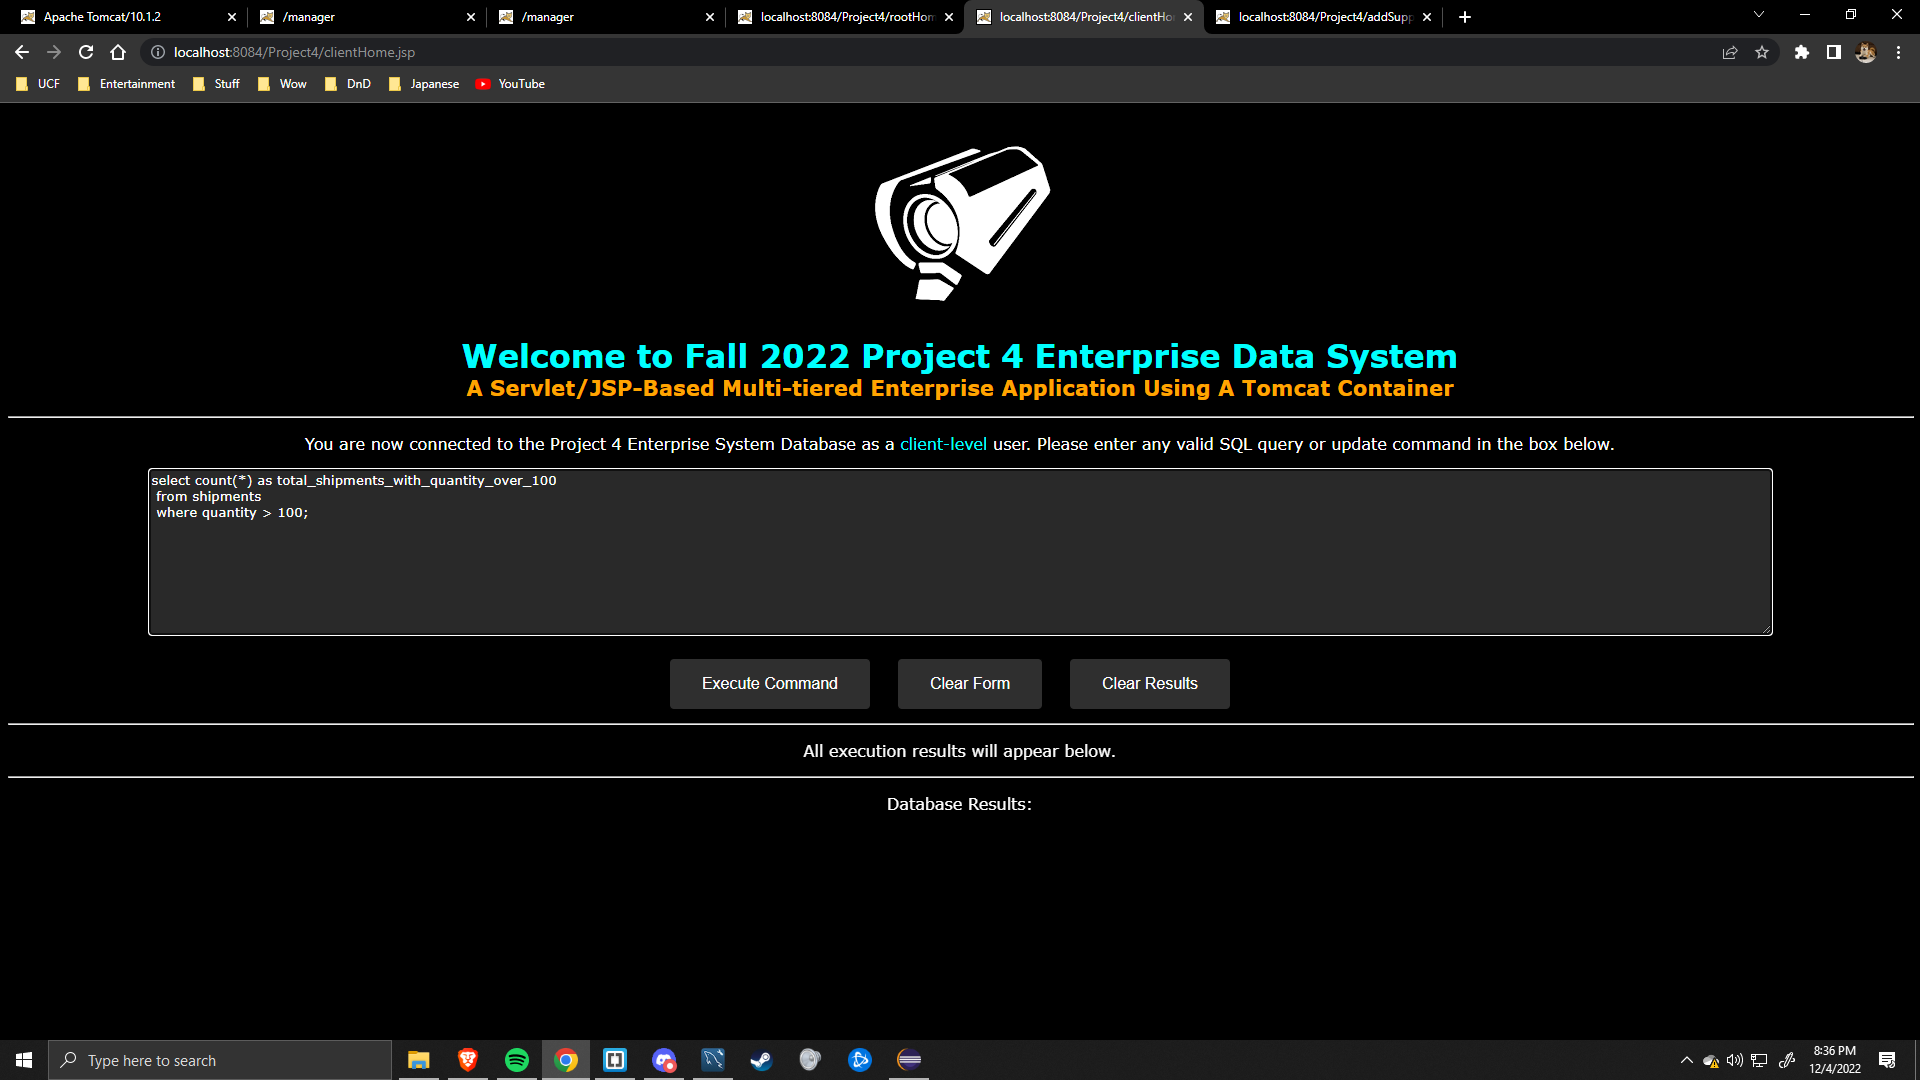 Apache Tomcat/10.1.2
/manager
/manager
localhost:8084/Project4/rootHom
localhost:8084/Project4/clientHo
localhost:8084/Project4/addSupp
localhost:8084/Project4/clientHome.jsp
UCF
Entertainment
Stuff
Wow
DnD
Japanese
YouTube
Welcome to Fall 2022 Project 4 Enterprise Data System
A Servlet/JSP-Based Multi-tiered Enterprise Application Using A Tomcat Container
You are now connected to the Project 4 Enterprise System Database as a client-level user. Please enter any valid SQL query or update command in the box below.
select count(*) as total_shipments_with_quantity_over_100
from shipments
where quantity > 100;
Execute Command
Clear Form
Clear Results
All execution results will appear below.
Database Results:
Type here to search
8:36 PM
12/4/2022